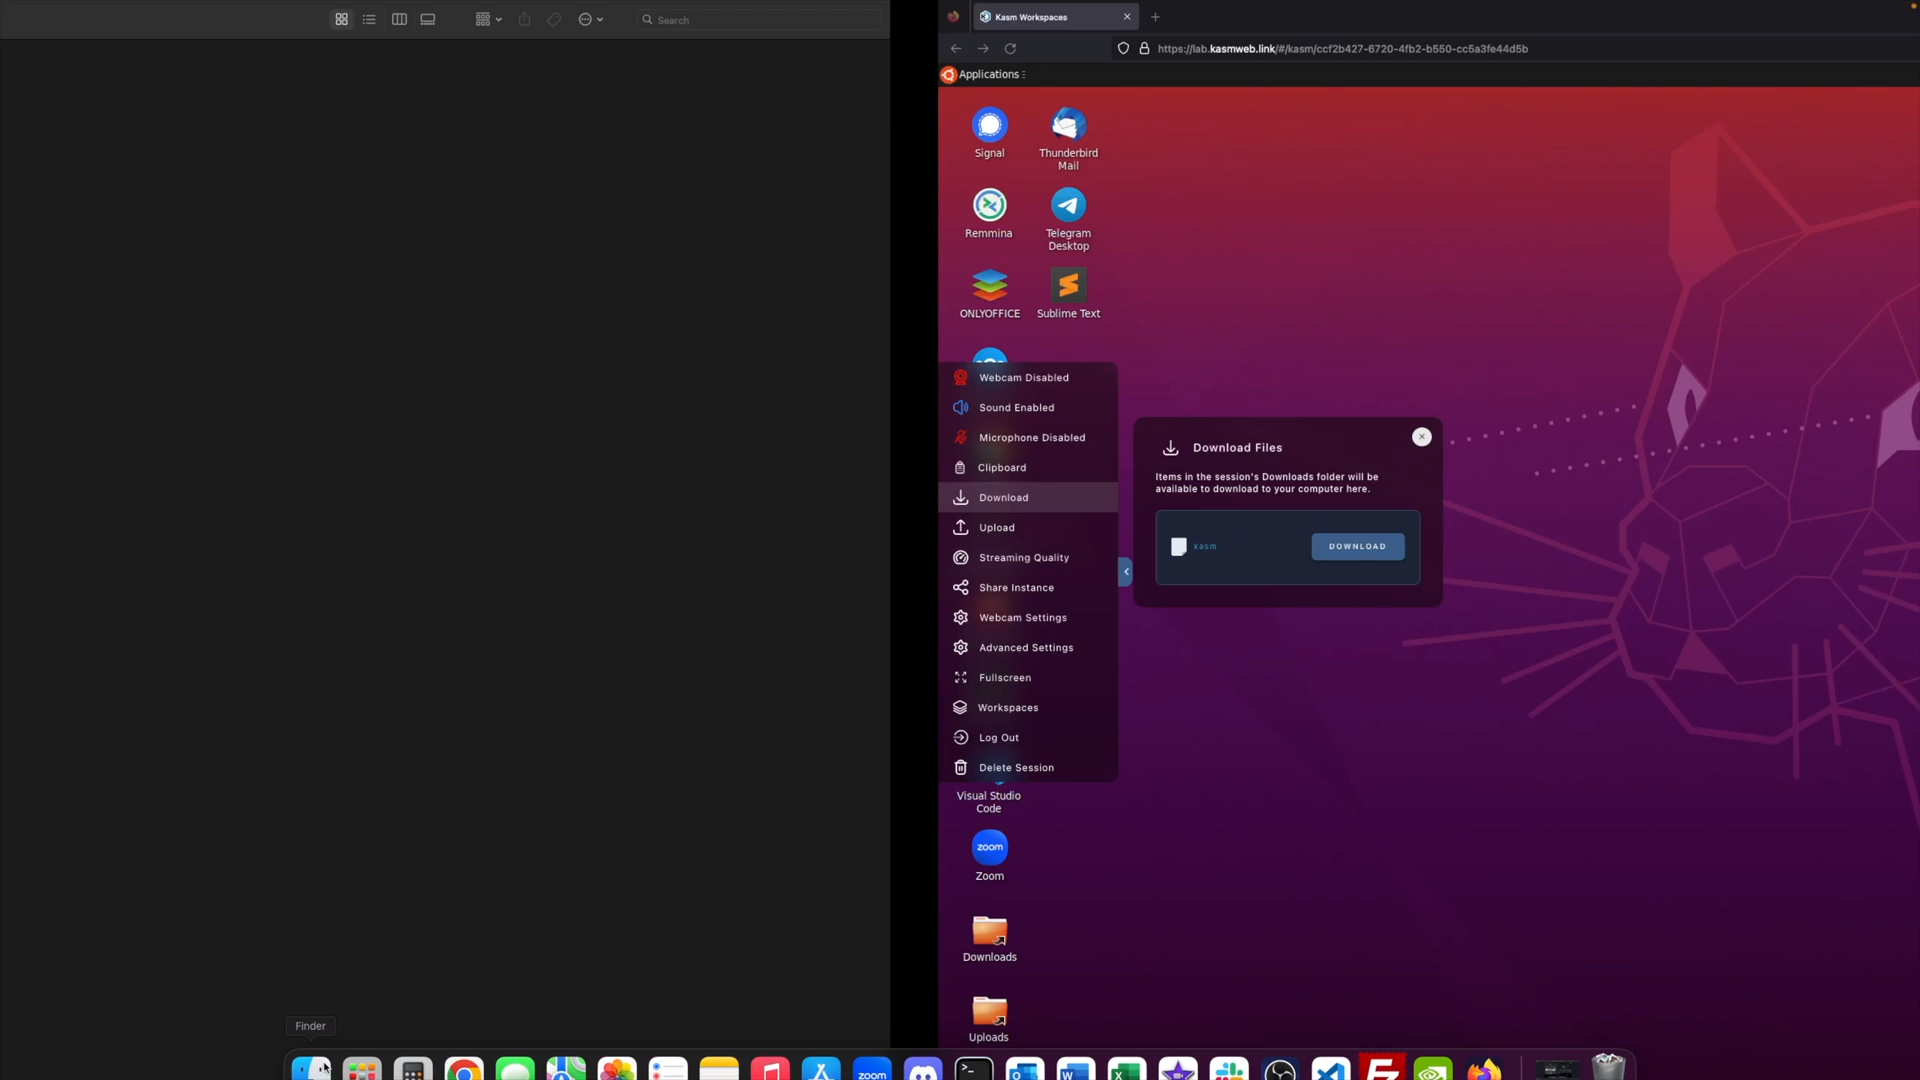 Search
Kasm Workspaces
https://lab.kasmweb.link/#/kasm/ccf2b427-6720-4fb2-b550-cc5a3fe44d5b
Applications
Signal
Thunderbird
Mail
Remmina
Telegram
Desktop
ONLYOFFICE
Sublime Text
Webcam Disabled
Sound Enabled
Microphone Disabled
Clipboard
Download
Upload
Streaming Quality
Share Instance
Webcam Settings
Advanced Settings
Fullscreen
Workspaces
Log Out
Delete Session
Download Files
Items in the session's Downloads folder will be
available to download to your computer here.
kasm
DOWNLOAD
Visual Studio
Code
zoom
Zoom
Downloads
Uploads
Finder
zoom